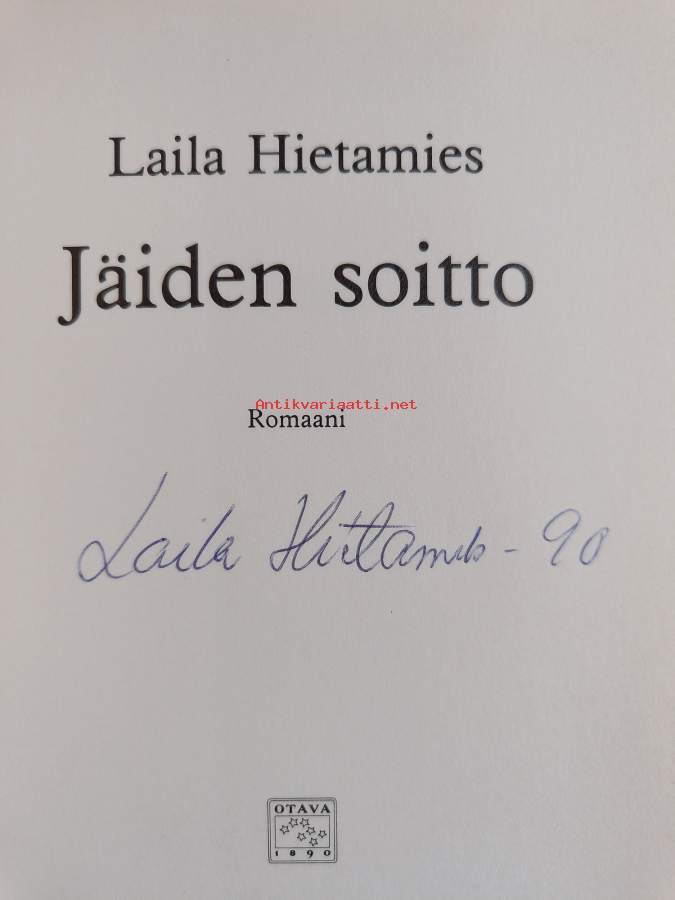 Laila Hietamies
Jäiden soitto
Antikvariaatti.net
Romaani
Laila Hietamies - 90
OTAVA
1890